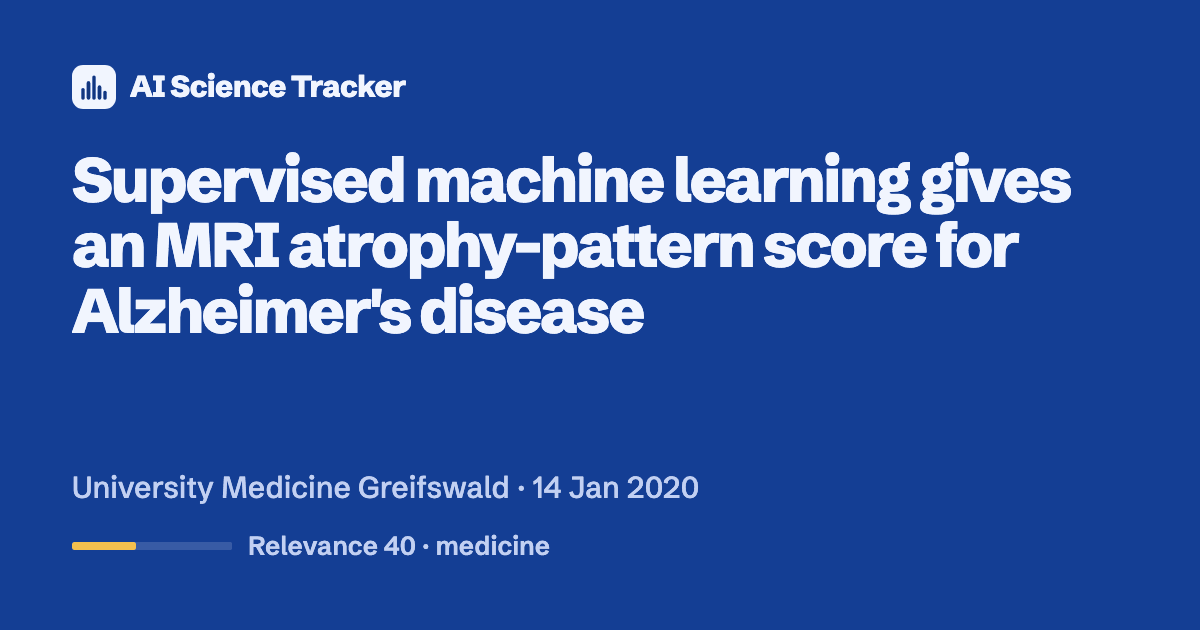 AI Science Tracker
Supervised machine learning gives
an MRI atrophy-pattern score for
Alzheimer's disease
University Medicine Greifswald · 14 Jan 2020
Relevance 40 · medicine